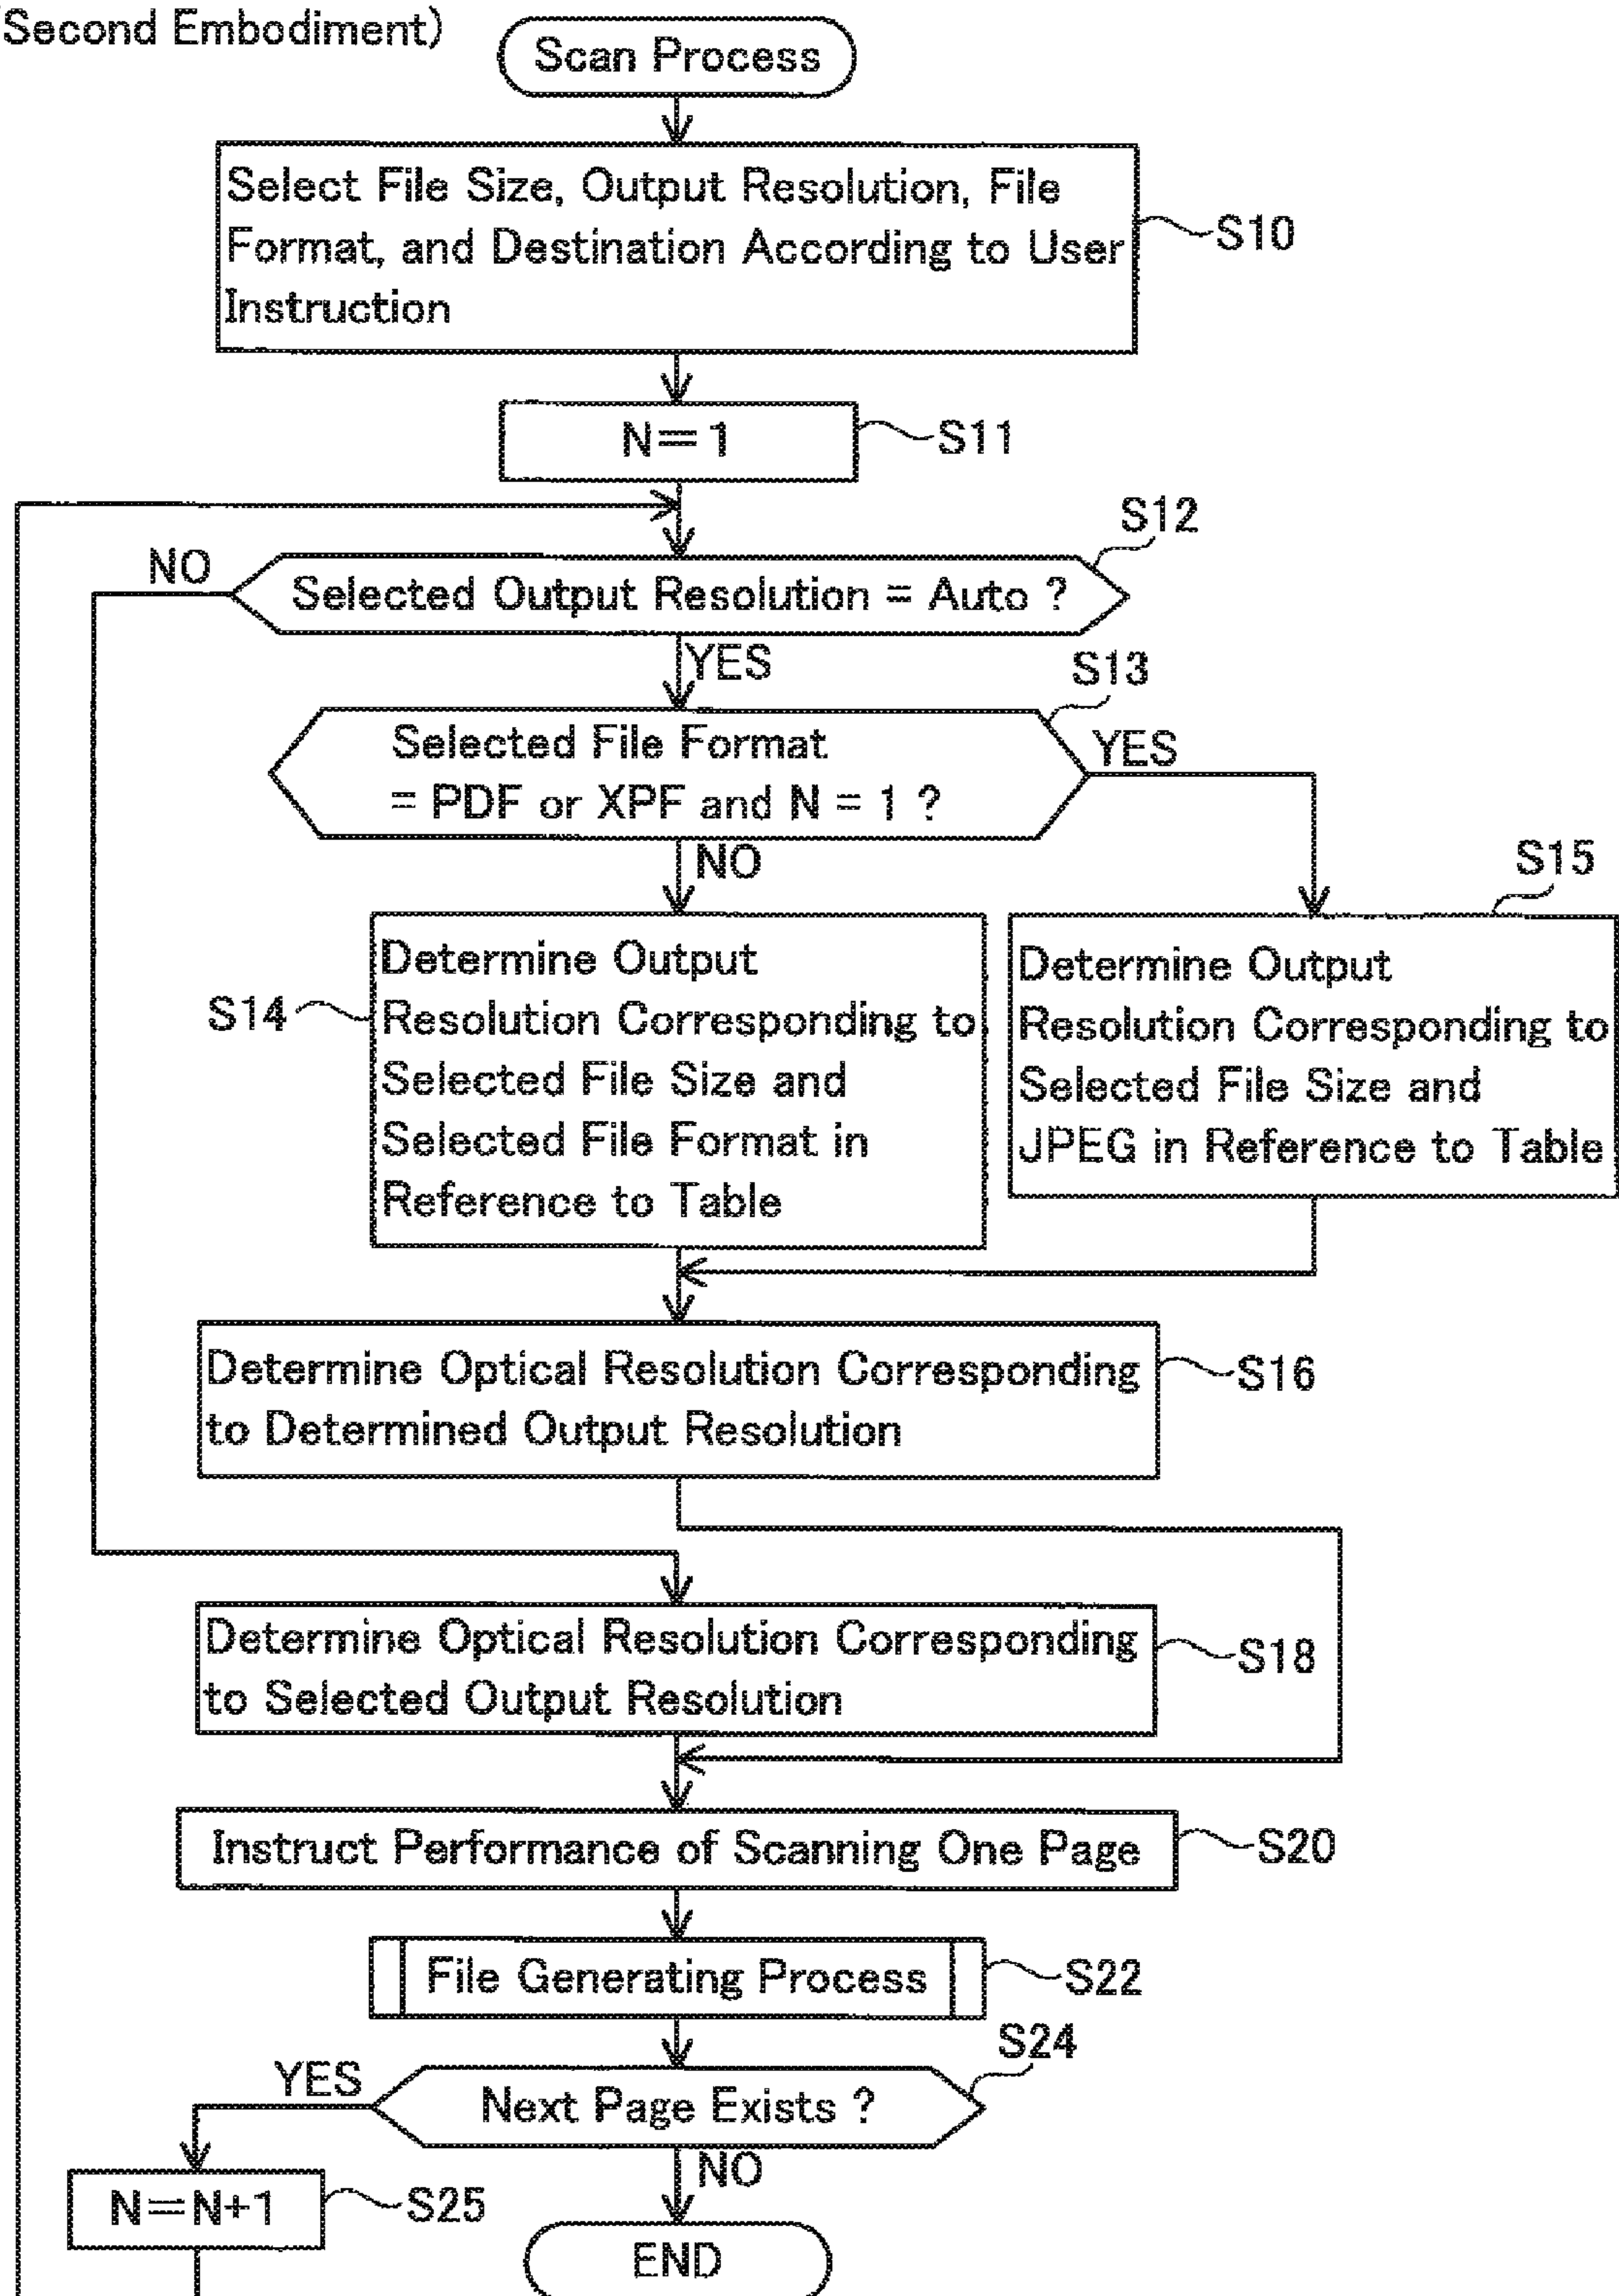 Second Embodiment)
Scan Process
Select File Size, Output Resolution, File
Format, and Destination According to User
Instruction
S10
N=1
S11
S12
NO
Selected Output Resolution = Auto ?
YES
S13
Selected File Format
= PDF or XPF and N = 1 ?
YES
NO
S15
Determine Output
Resolution Corresponding to
Selected File Size and
Selected File Format in
Reference to Table
S14
Determine Output
Resolution Corresponding to
Selected File Size and
JPEG in Reference to Table
Determine Optical Resolution Corresponding
to Determined Output Resolution
S16
Determine Optical Resolution Corresponding
to Selected Output Resolution
S18
Instruct Performance of Scanning One Page
S20
File Generating Process
S22
S24
YES
Next Page Exists ?
NO
N=N+1
S25
END